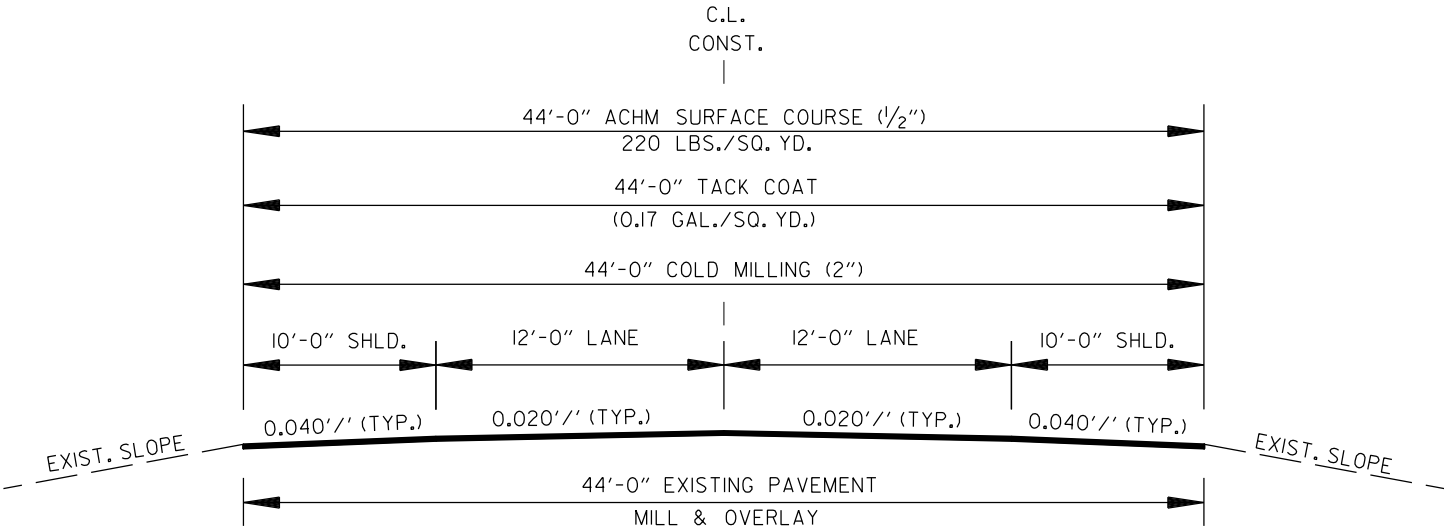 C.L.
CONST.
44'-0" ACHM SURFACE COURSE (1/2")
220 LBS./SQ. YD.
44'-0" TACK COAT
(0.17 GAL./SQ. YD.)
44'-0" COLD MILLING (2")
10'-0" SHLD. 12'-0" LANE 12'-0" LANE 10'-0" SHLD.
0.040'/' (TYP.) 0.020'/' (TYP.) 0.020'/' (TYP.) 0.040'/' (TYP.)
EXIST. SLOPE EXIST. SLOPE
44'-0" EXISTING PAVEMENT
MILL & OVERLAY